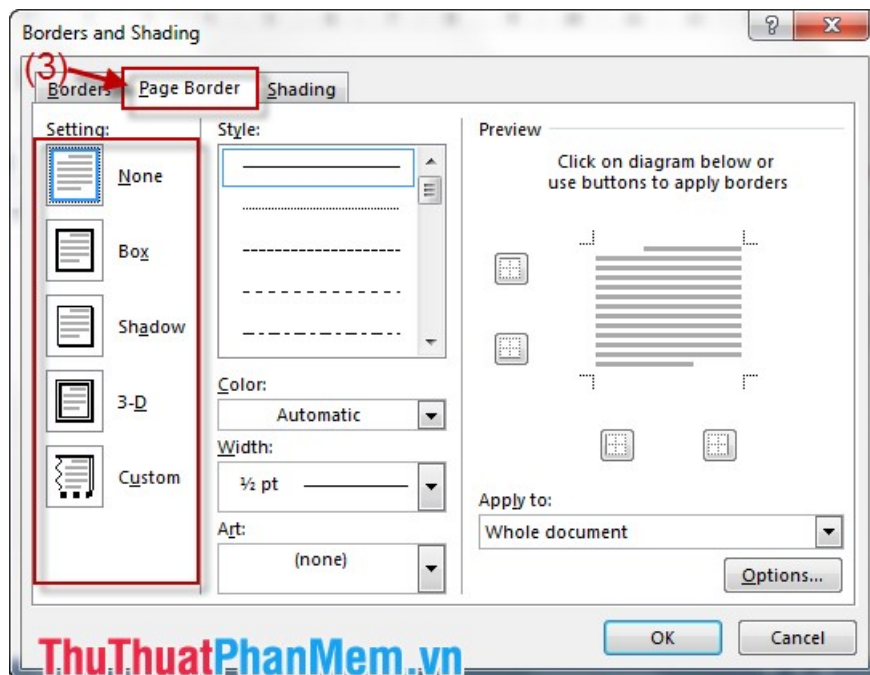 Borders and Shading
(3)
Borders Page Border Shading
Setting:
None
Box
Shadow
3-D
Custom
Style:
Color:
Automatic
Width:
½ pt
Art:
(none)
Preview
Click on diagram below or
use buttons to apply borders
Apply to:
Whole document
Options...
OK Cancel
ThuThuatPhanMem.vn